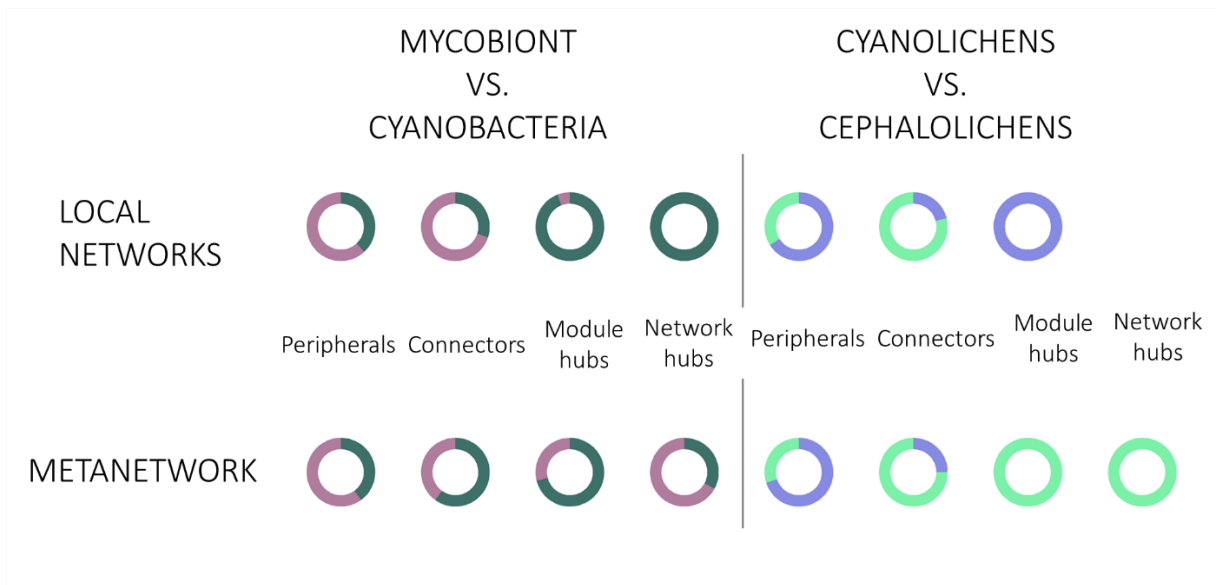 MYCOBIONT
VS.
CYANOBACTERIA
CYANOLICHENS
VS.
CEPHALOLICHENS
LOCAL
NETWORKS
Peripherals
Connectors
Module
hubs
Network
hubs
Peripherals
Connectors
Module
hubs
Network
hubs
METANETWORK